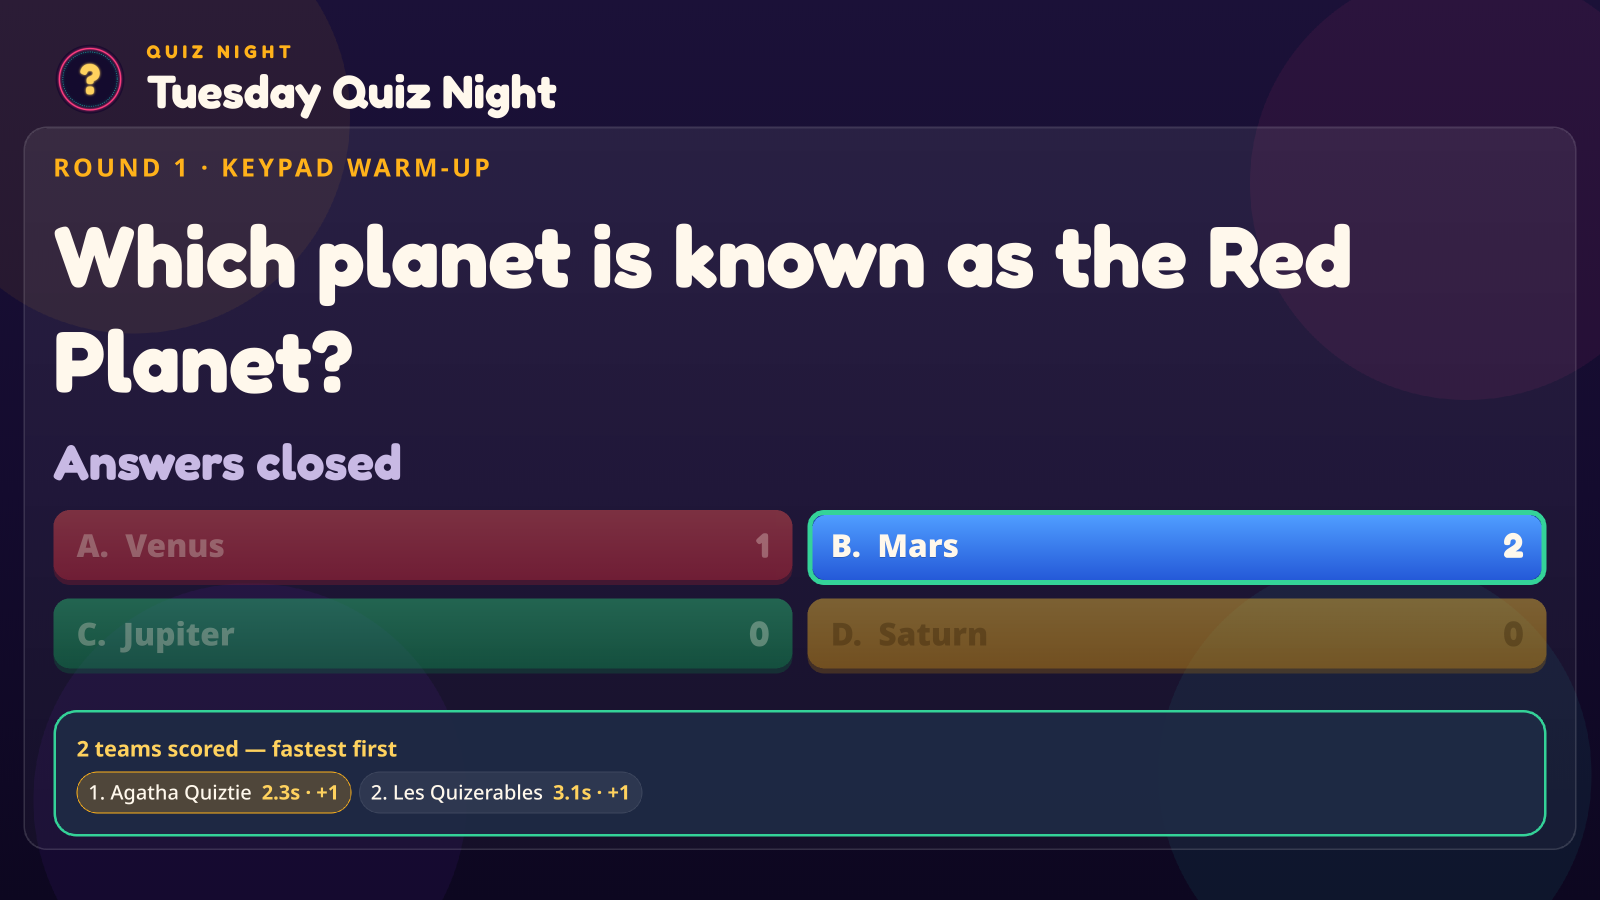 ?
QUIZ NIGHT
Tuesday Quiz Night
ROUND 1 · KEYPAD WARM-UP
Which planet is known as the Red
Planet?
Answers closed
A. Venus 1
B. Mars 2
C. Jupiter 0
D. Saturn 0
2 teams scored — fastest first
1. Agatha Quiztie 2.3s · +1
2. Les Quizerables 3.1s · +1